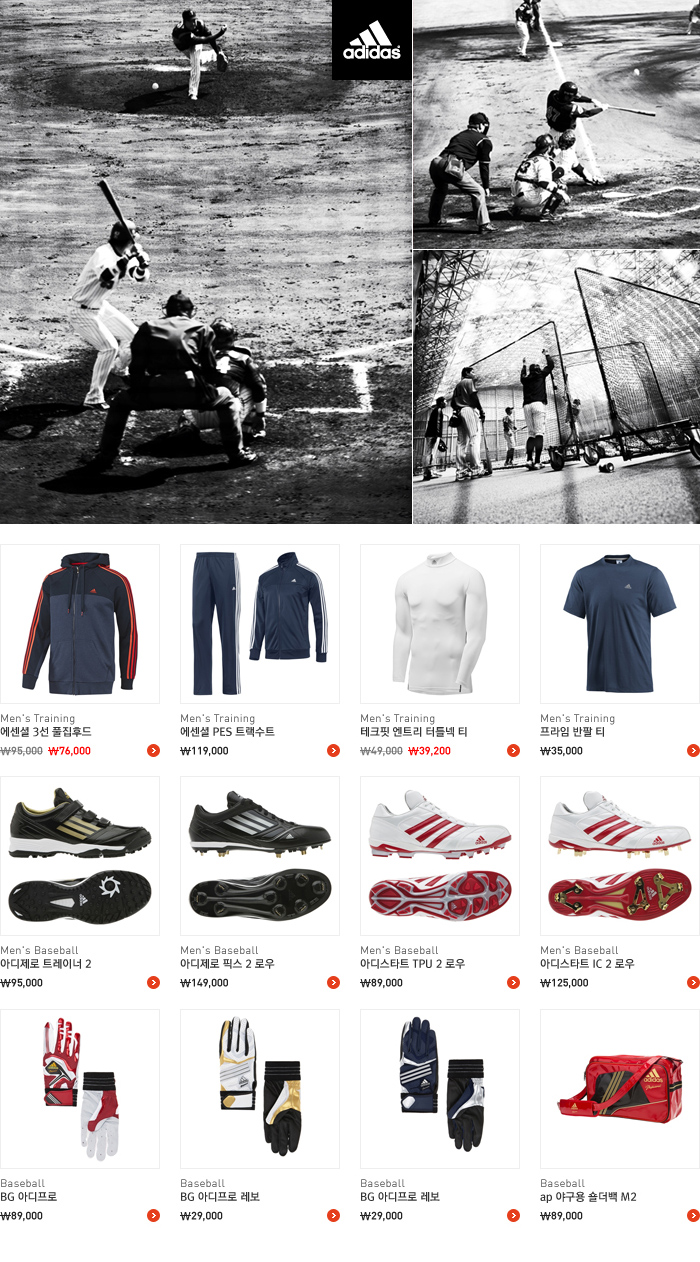 adidas
Men's Training
에센셜 3선 풀집후드
₩95,000 ₩76,000
Men's Training
에센셜 PES 트랙수트
₩119,000
Men's Training
테크핏 엔트리 터틀넥 티
₩49,000 ₩39,200
Men's Training
프라임 반팔 티
₩35,000
Men's Baseball
아디제로 트레이너 2
₩95,000
Men's Baseball
아디제로 픽스 2 로우
₩149,000
Men's Baseball
아디스타트 TPU 2 로우
₩89,000
Men's Baseball
아디스타트 IC 2 로우
₩125,000
Baseball
BG 아디프로
₩89,000
Baseball
BG 아디프로 레보
₩29,000
Baseball
BG 아디프로 레보
₩29,000
adidas
Baseball
ap 야구용 숄더백 M2
₩89,000